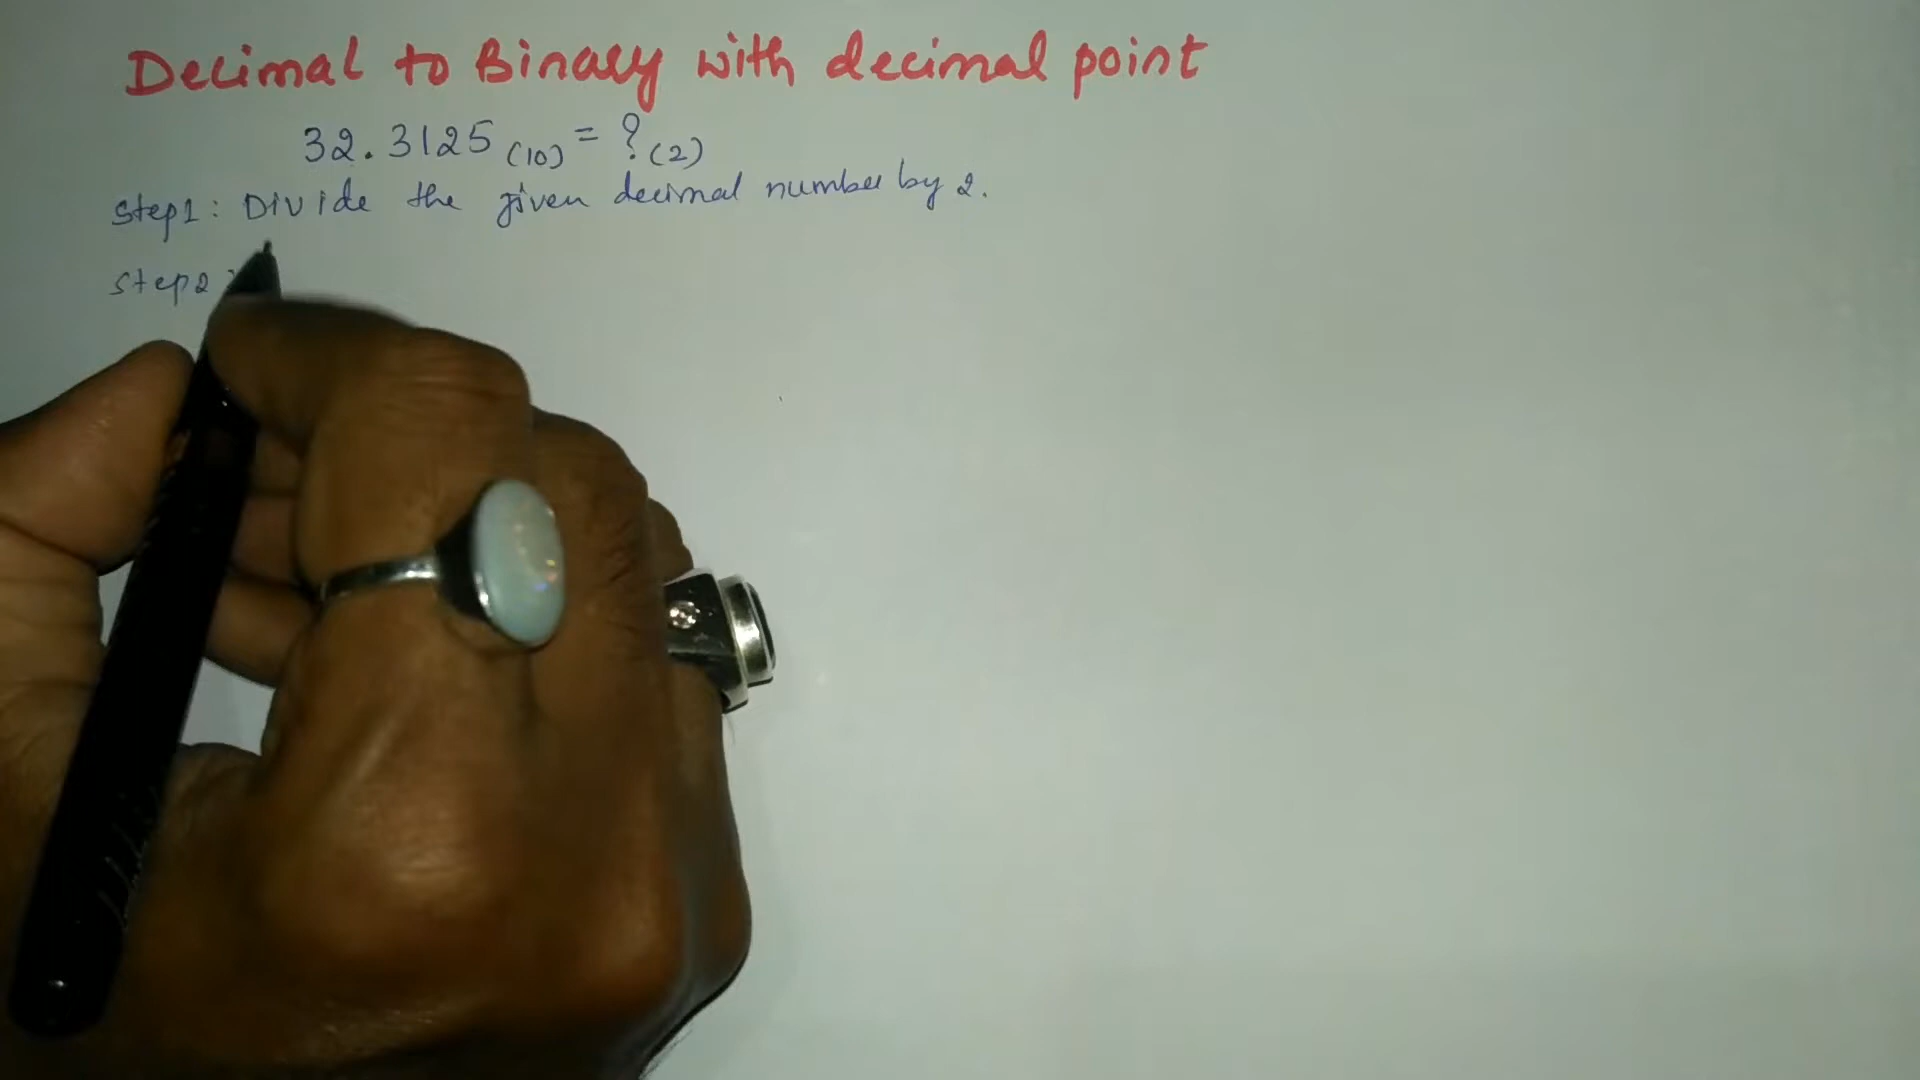 Decimal to Binary with decimal point
32.3125 (10) = ? (2)
Step1: Divide the given decimal number by 2.
Step2: